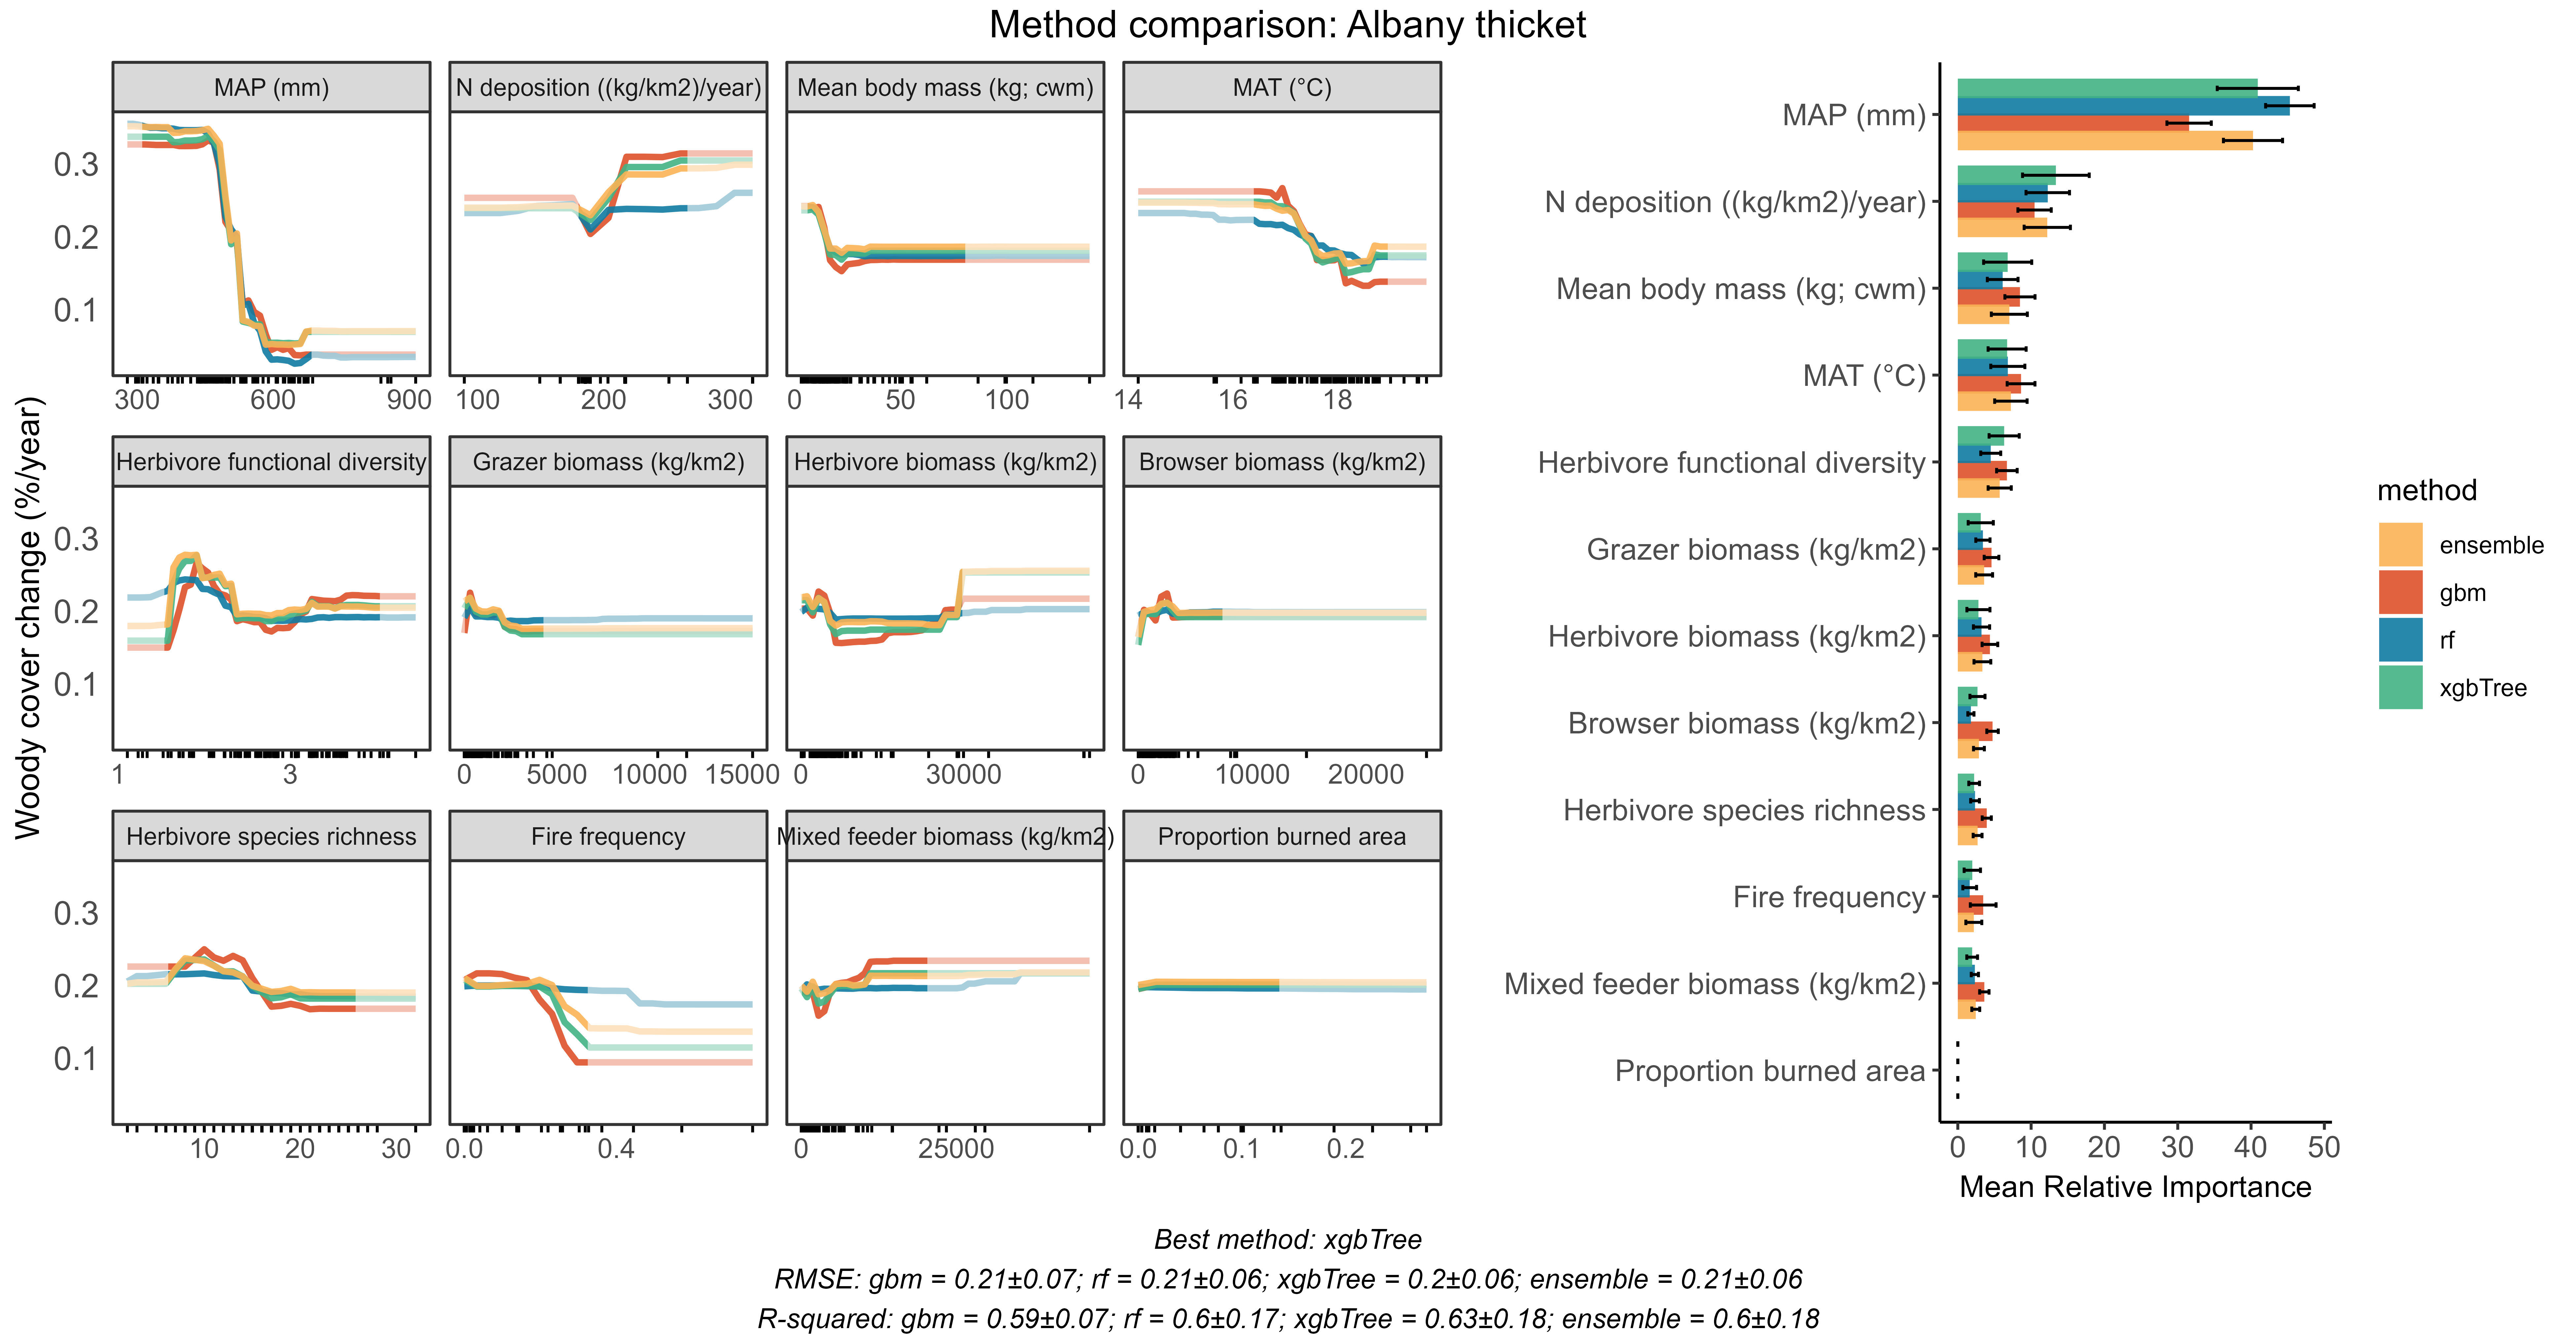 Method comparison: Albany thicket
Woody cover change (%/year)
MAP (mm)
N deposition ((kg/km2)/year)
Mean body mass (kg; cwm)
MAT (°C)
0.3
0.2
0.1
300 600 900
100 200 300
0 50 100
14 16 18
Herbivore functional diversity
Grazer biomass (kg/km2)
Herbivore biomass (kg/km2)
Browser biomass (kg/km2)
0.3
0.2
0.1
1 3
0 5000 10000 15000
0 30000
0 10000 20000
Herbivore species richness
Fire frequency
Mixed feeder biomass (kg/km2)
Proportion burned area
0.3
0.2
0.1
10 20 30
0.0 0.4
0 25000
0.0 0.1 0.2
MAP (mm)
N deposition ((kg/km2)/year)
Mean body mass (kg; cwm)
MAT (°C)
Herbivore functional diversity
Grazer biomass (kg/km2)
Herbivore biomass (kg/km2)
Browser biomass (kg/km2)
Herbivore species richness
Fire frequency
Mixed feeder biomass (kg/km2)
Proportion burned area
0 10 20 30 40 50
Mean Relative Importance
method
ensemble
gbm
rf
xgbTree
Best method: xgbTree
RMSE: gbm = 0.21±0.07; rf = 0.21±0.06; xgbTree = 0.2±0.06; ensemble = 0.21±0.06
R-squared: gbm = 0.59±0.07; rf = 0.6±0.17; xgbTree = 0.63±0.18; ensemble = 0.6±0.18